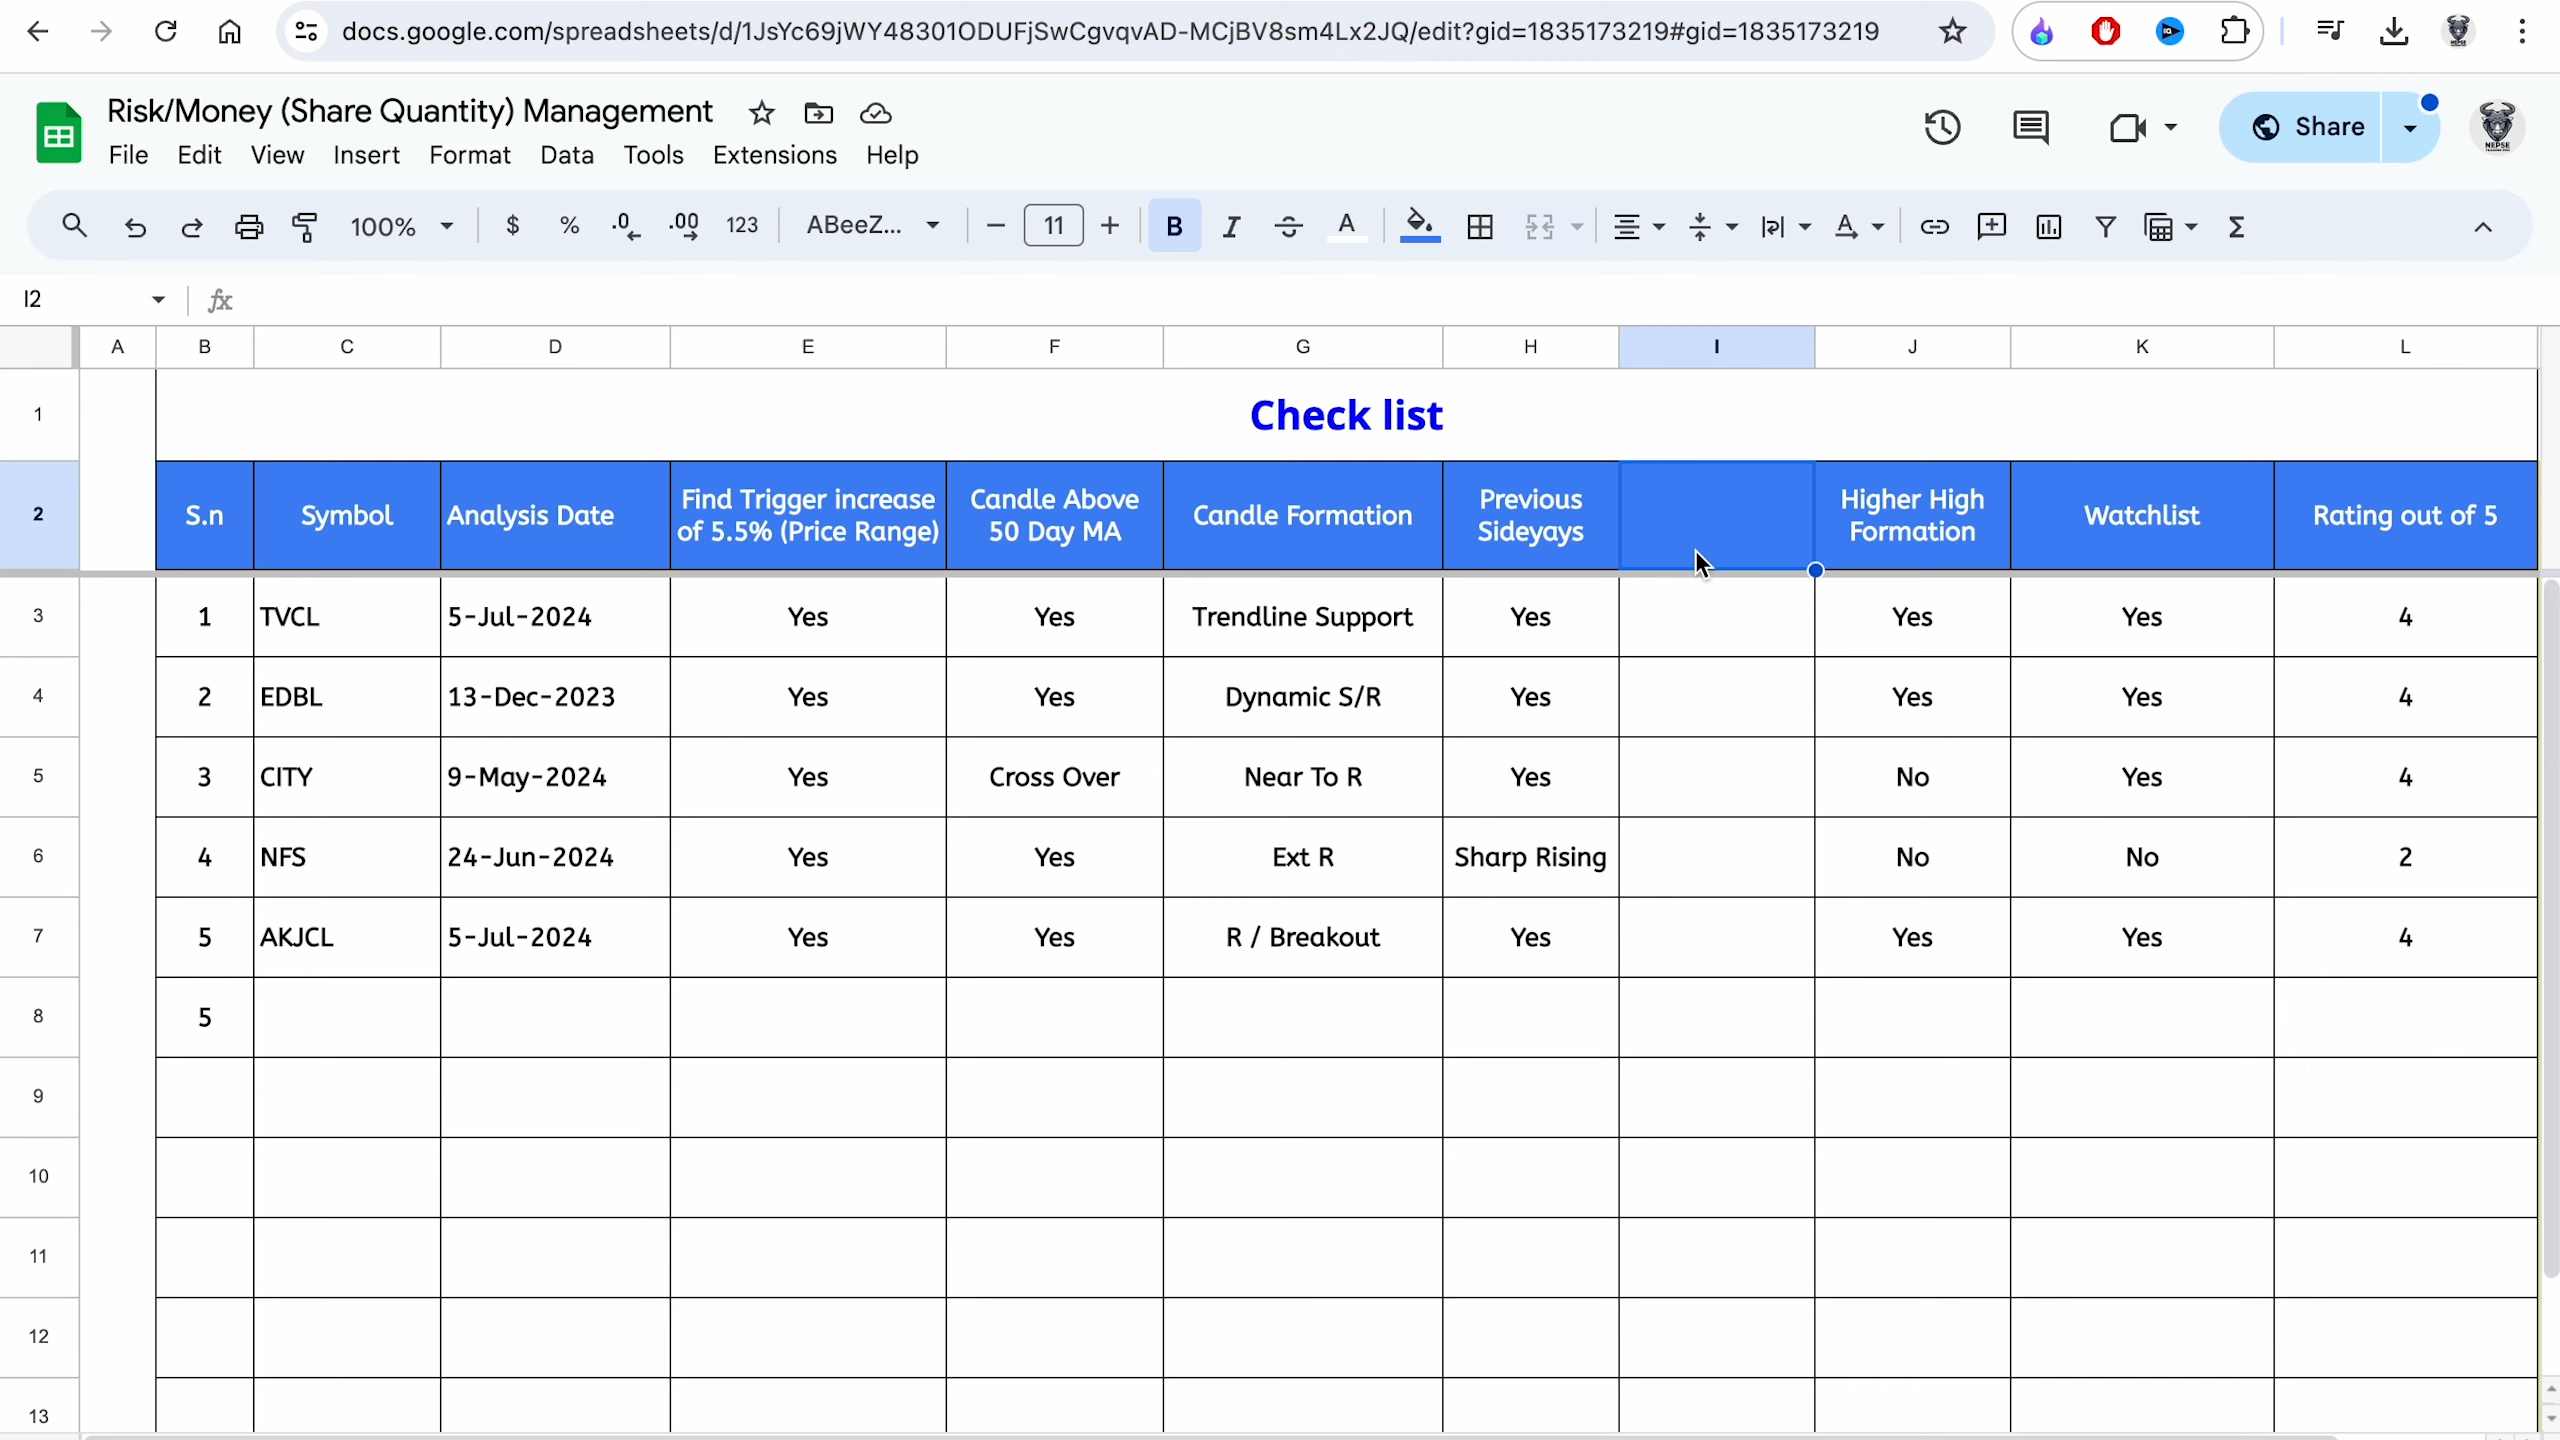 docs.google.com/spreadsheets/d/1JsYc69jWY48301ODUFjSwCgvqvAD-MCjBV8sm4Lx2JQ/edit?gid=1835173219#gid=1835173219
Risk/Money (Share Quantity) Management
File Edit View Insert Format Data Tools Extensions Help
Share
100% $ % .0 .00 123 ABeeZ... 11 B I A
I2 fx
A B C D E F G H I J K L
1 Check list
2 S.n Symbol Analysis Date Find Trigger increase of 5.5% (Price Range) Candle Above 50 Day MA Candle Formation Previous Sideyays Higher High Formation Watchlist Rating out of 5
3 1 TVCL 5-Jul-2024 Yes Yes Trendline Support Yes Yes Yes 4
4 2 EDBL 13-Dec-2023 Yes Yes Dynamic S/R Yes Yes Yes 4
5 3 CITY 9-May-2024 Yes Cross Over Near To R Yes No Yes 4
6 4 NFS 24-Jun-2024 Yes Yes Ext R Sharp Rising No No 2
7 5 AKJCL 5-Jul-2024 Yes Yes R / Breakout Yes Yes Yes 4
8 5
9
10
11
12
13